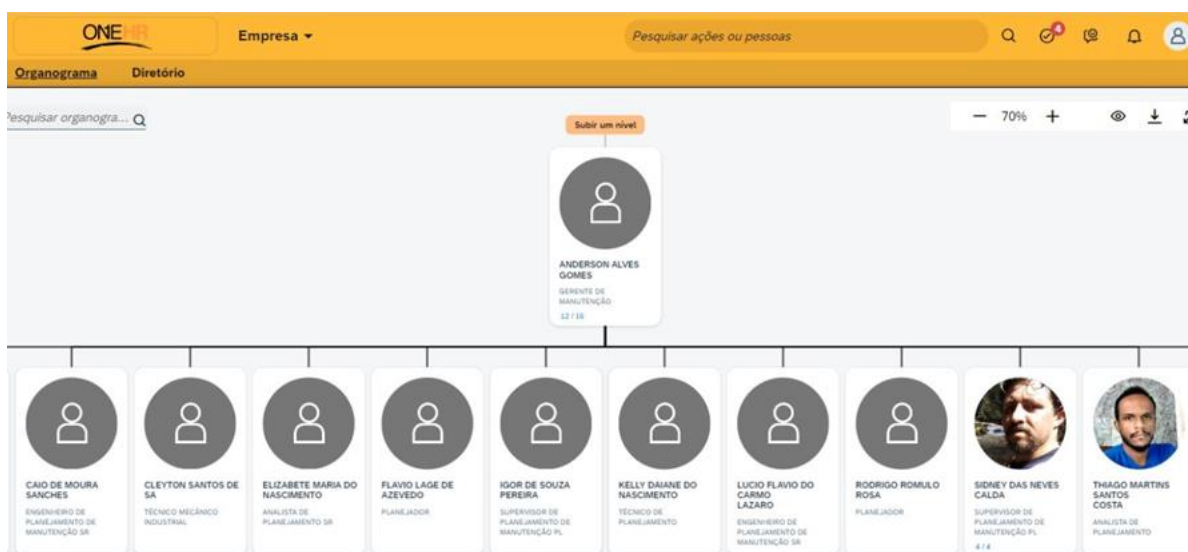 ONEHR
Empresa
Pesquisar ações ou pessoas
4
Organograma Diretório
Pesquisar organogra...
70%
Subir um nível
ANDERSON ALVES
GOMES
GERENTE DE
MANUTENÇÃO
12 / 16
CAIO DE MOURA
SANCHES
ENGENHEIRO DE
PLANEJAMENTO DE
MANUTENÇÃO SR
CLEYTON SANTOS DE
SA
TÉCNICO MECÂNICO
INDUSTRIAL
ELIZABETE MARIA DO
NASCIMENTO
ANALISTA DE
PLANEJAMENTO SR
FLAVIO LAGE DE
AZEVEDO
PLANEJADOR
IGOR DE SOUZA
PEREIRA
SUPERVISOR DE
PLANEJAMENTO DE
MANUTENÇÃO PL
KELLY DAIANE DO
NASCIMENTO
TÉCNICO DE
PLANEJAMENTO
LUCIO FLAVIO DO
CARMO
LAZARO
ENGENHEIRO DE
PLANEJAMENTO DE
MANUTENÇÃO SR
RODRIGO ROMULO
ROSA
PLANEJADOR
SIDNEY DAS NEVES
CALDA
SUPERVISOR DE
PLANEJAMENTO DE
MANUTENÇÃO PL
4 / 4
THIAGO MARTINS
SANTOS
COSTA
ANALISTA DE
PLANEJAMENTO